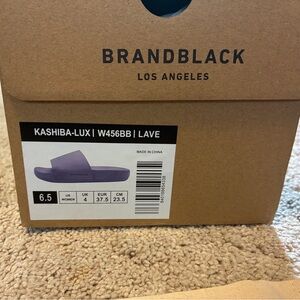 BRANDBLACK
LOS ANGELES
KASHIBA-LUX | W456BB | LAVE
MADE IN CHINA
6.5 US WOMEN UK 4 EUR 37.5 CM 23.5